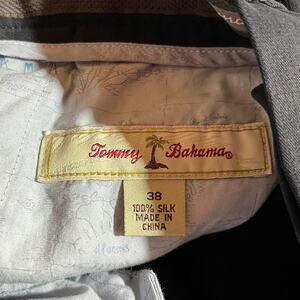 Tommy Bahama®
38
100% SILK
MADE IN
CHINA